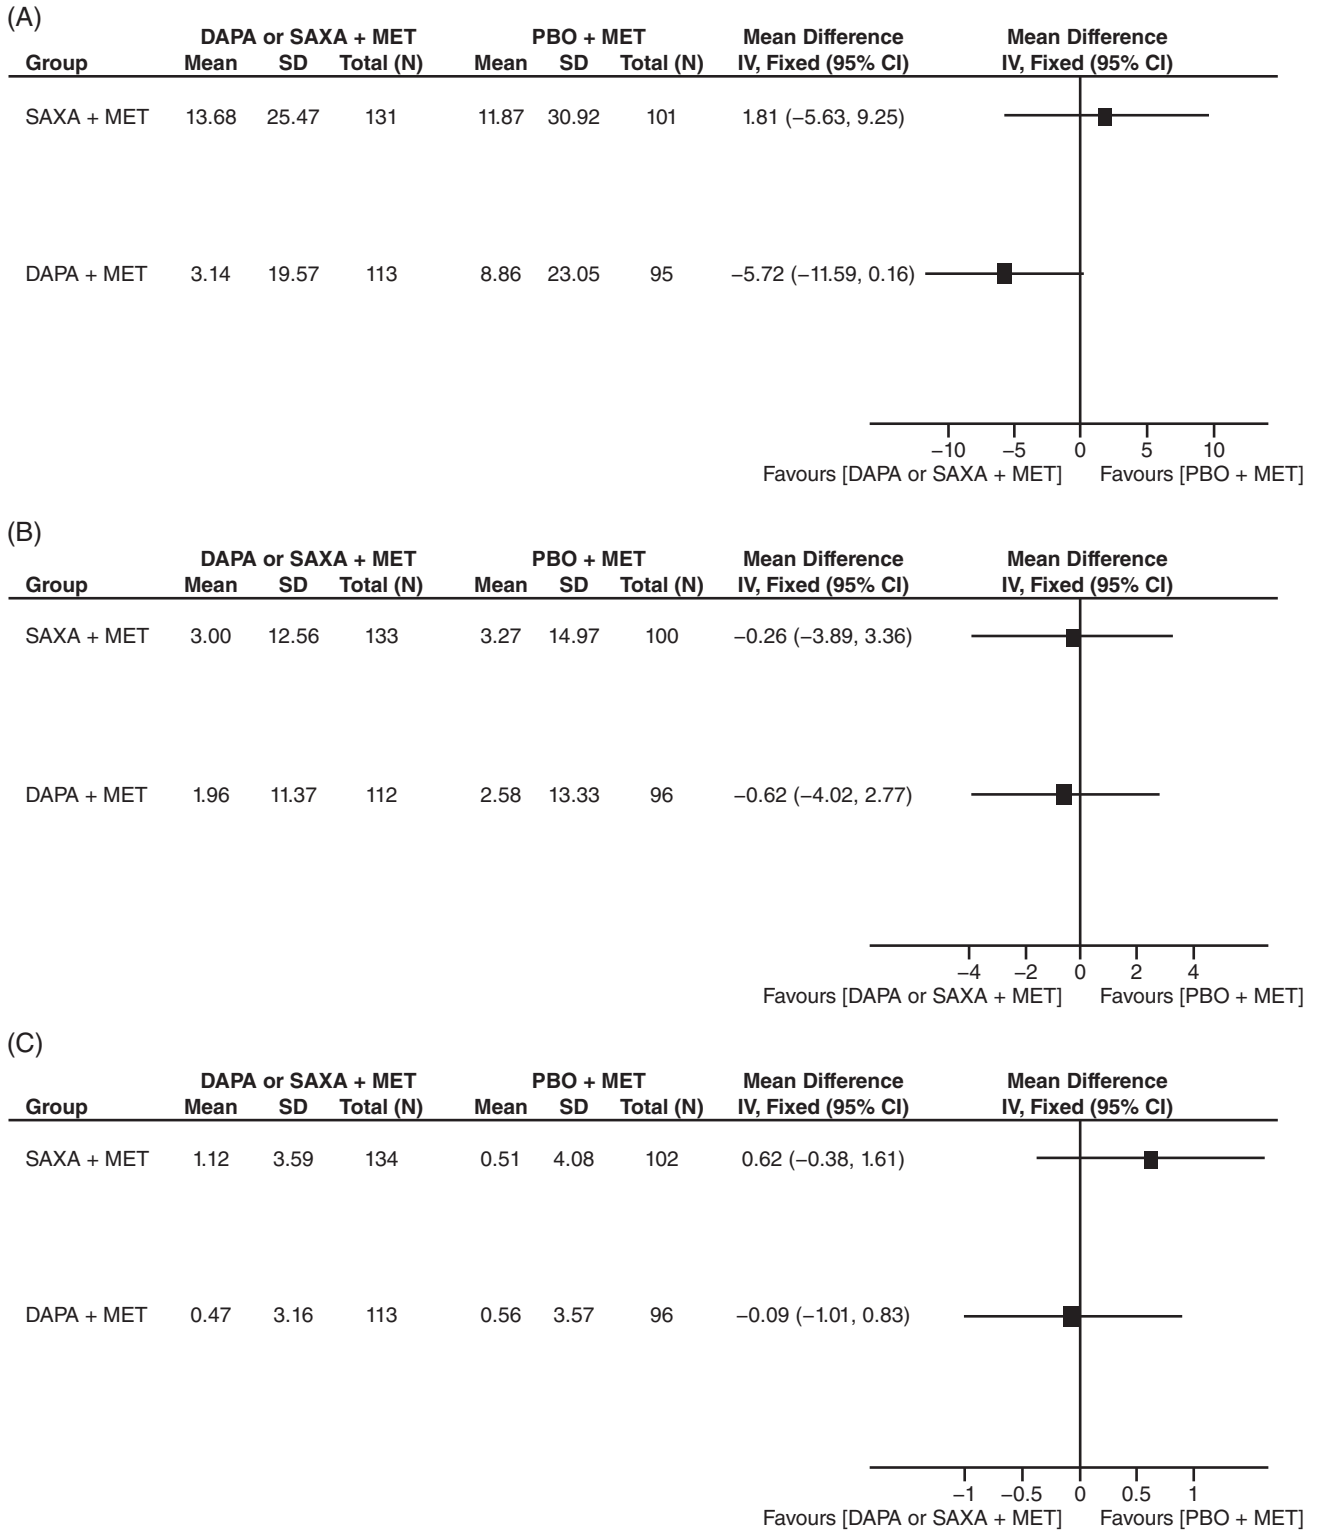 (A)
DAPA or SAXA + MET PBO + MET Mean Difference Mean Difference
Group Mean SD Total (N) Mean SD Total (N) IV, Fixed (95% CI) IV, Fixed (95% CI)
SAXA + MET 13.68 25.47 131 11.87 30.92 101 1.81 (−5.63, 9.25)
DAPA + MET 3.14 19.57 113 8.86 23.05 95 −5.72 (−11.59, 0.16)
−10 −5 0 5 10
Favours [DAPA or SAXA + MET] Favours [PBO + MET]
(B)
DAPA or SAXA + MET PBO + MET Mean Difference Mean Difference
Group Mean SD Total (N) Mean SD Total (N) IV, Fixed (95% CI) IV, Fixed (95% CI)
SAXA + MET 3.00 12.56 133 3.27 14.97 100 −0.26 (−3.89, 3.36)
DAPA + MET 1.96 11.37 112 2.58 13.33 96 −0.62 (−4.02, 2.77)
−4 −2 0 2 4
Favours [DAPA or SAXA + MET] Favours [PBO + MET]
(C)
DAPA or SAXA + MET PBO + MET Mean Difference Mean Difference
Group Mean SD Total (N) Mean SD Total (N) IV, Fixed (95% CI) IV, Fixed (95% CI)
SAXA + MET 1.12 3.59 134 0.51 4.08 102 0.62 (−0.38, 1.61)
DAPA + MET 0.47 3.16 113 0.56 3.57 96 −0.09 (−1.01, 0.83)
−1 −0.5 0 0.5 1
Favours [DAPA or SAXA + MET] Favours [PBO + MET]